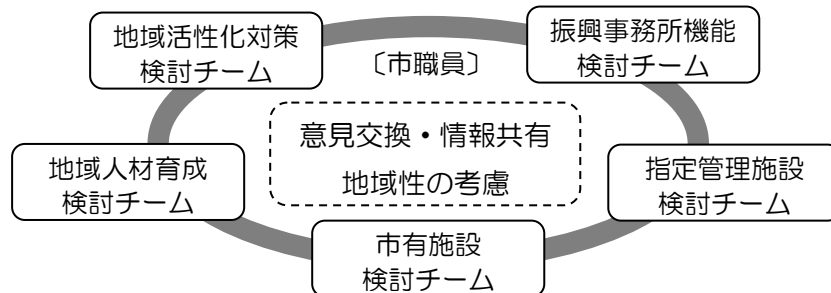 地域活性化対策
検討チーム
〔市職員〕
振興事務所機能
検討チーム
意見交換・情報共有
地域性の考慮
地域人材育成
検討チーム
指定管理施設
検討チーム
市有施設
検討チーム